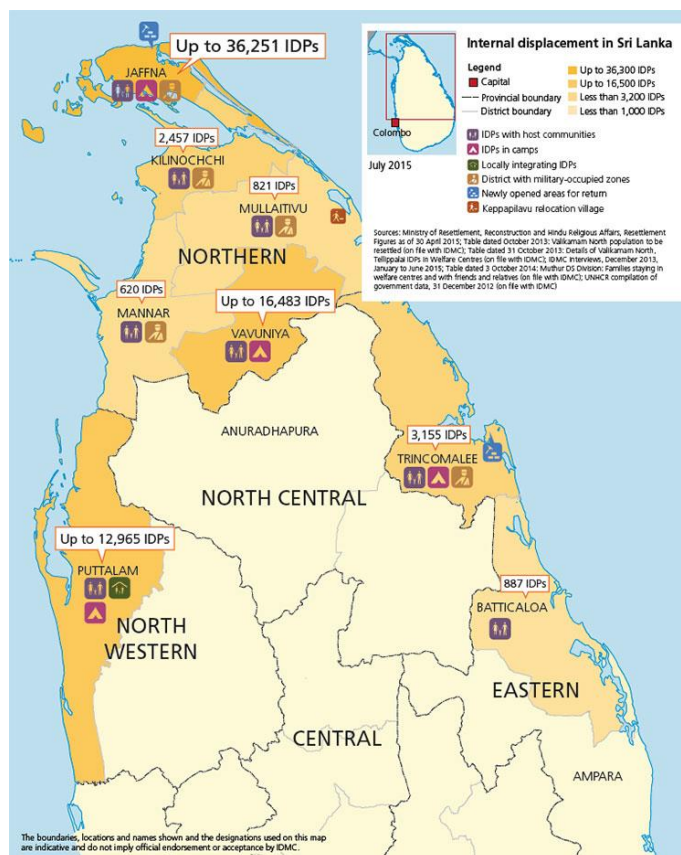 Up to 36,251 IDPs
JAFFNA
2,457 IDPs
KILINOCHCHI
821 IDPs
MULLAITIVU
NORTHERN
620 IDPs
MANNAR
Up to 16,483 IDPs
VAVUNIYA
ANURADHAPURA
3,155 IDPs
TRINCOMALEE
NORTH CENTRAL
Up to 12,965 IDPs
PUTTALAM
NORTH
WESTERN
887 IDPs
BATTICALOA
EASTERN
CENTRAL
AMPARA
Internal displacement in Sri Lanka
Colombo
July 2015
Legend
Capital
Provincial boundary
District boundary
Up to 36,300 IDPs
Up to 16,500 IDPs
Less than 3,200 IDPs
Less than 1,000 IDPs
IDPs with host communities
IDPs in camps
Locally integrating IDPs
District with military-occupied zones
Newly opened areas for return
Keppapilavu relocation village
Sources: Ministry of Resettlement, Reconstruction and Hindu Religious Affairs, Resettlement
Figures as of 30 April 2015; Table dated October 2013: Valikamam North population to be
resettled (on file with IDMC); Table dated 31 October 2013: Details of Valikamam North,
Tellippalai IDPs in Welfare Centres (on file with IDMC); IDMC interviews, December 2013,
January to June 2015; Table dated 3 October 2014: Muthur DS Division: Families staying in
welfare centres and with friends and relatives (on file with IDMC); UNHCR compilation of
government data, 31 December 2012 (on file with IDMC)
The boundaries, locations and names shown and the designations used on this map
are indicative and do not imply official endorsement or acceptance by IDMC.